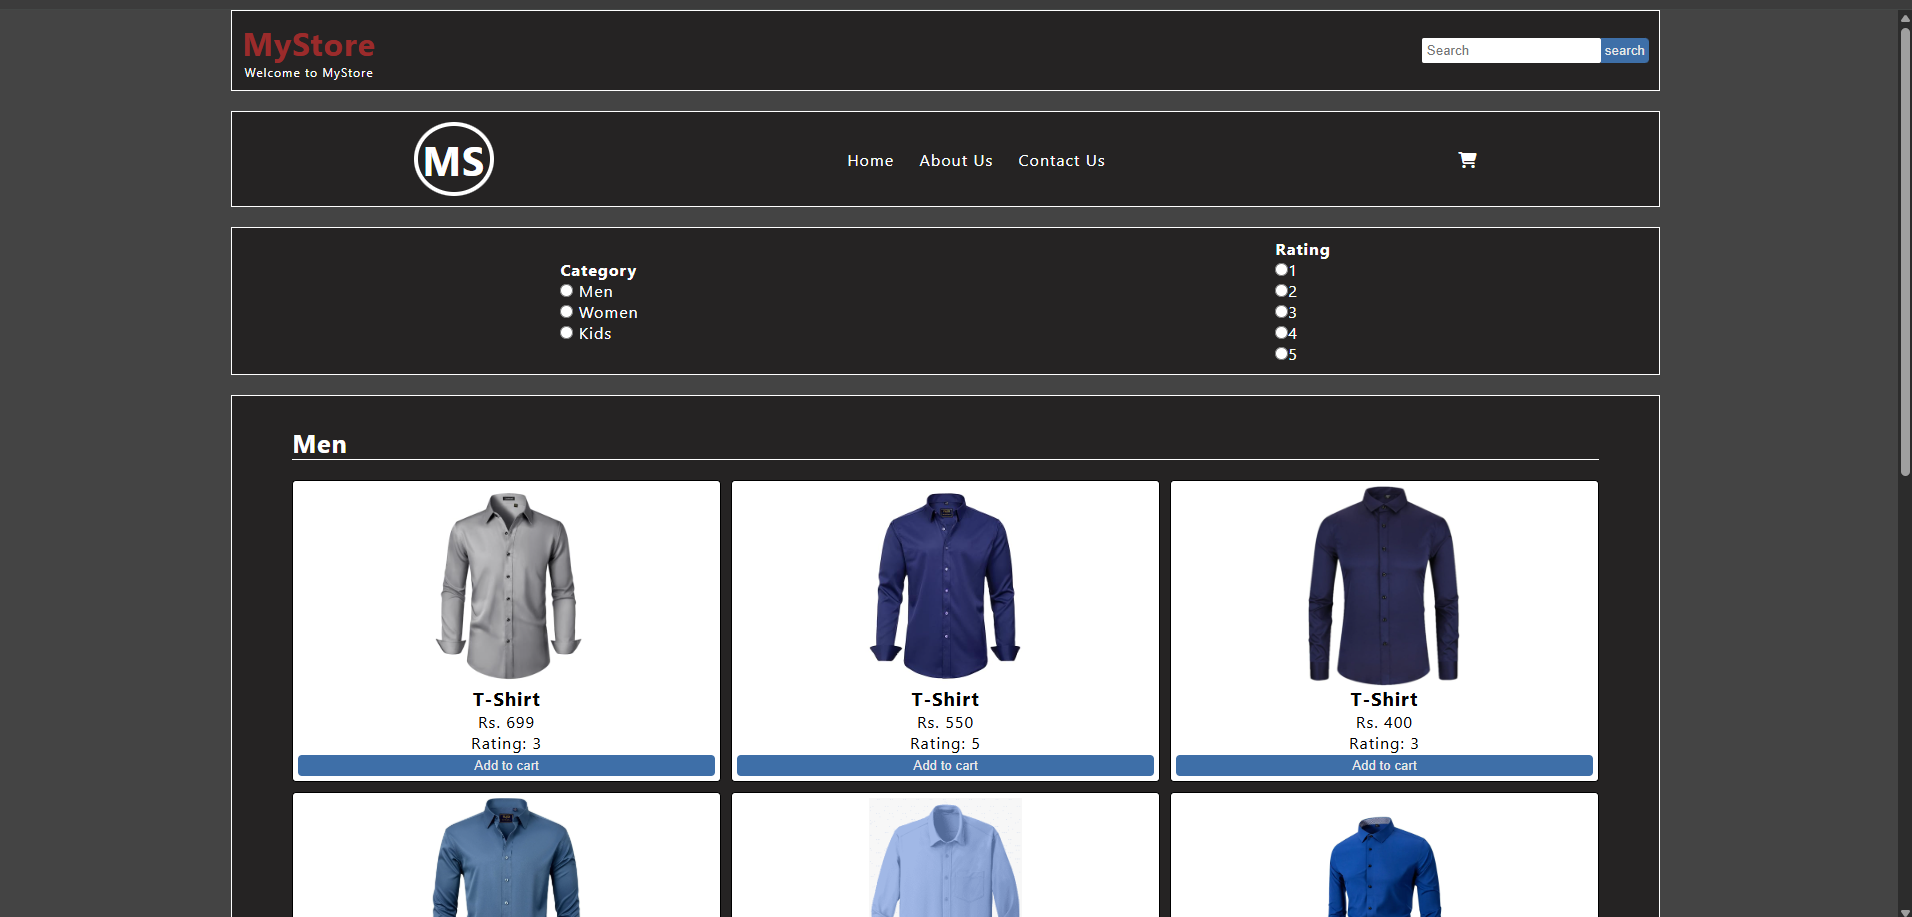 MyStore
Welcome to MyStore
Search
search
MS
Home About Us Contact Us
Category
Men
Women
Kids
Rating
1
2
3
4
5
Men
T-Shirt
Rs. 699
Rating: 3
Add to cart
T-Shirt
Rs. 550
Rating: 5
Add to cart
T-Shirt
Rs. 400
Rating: 3
Add to cart